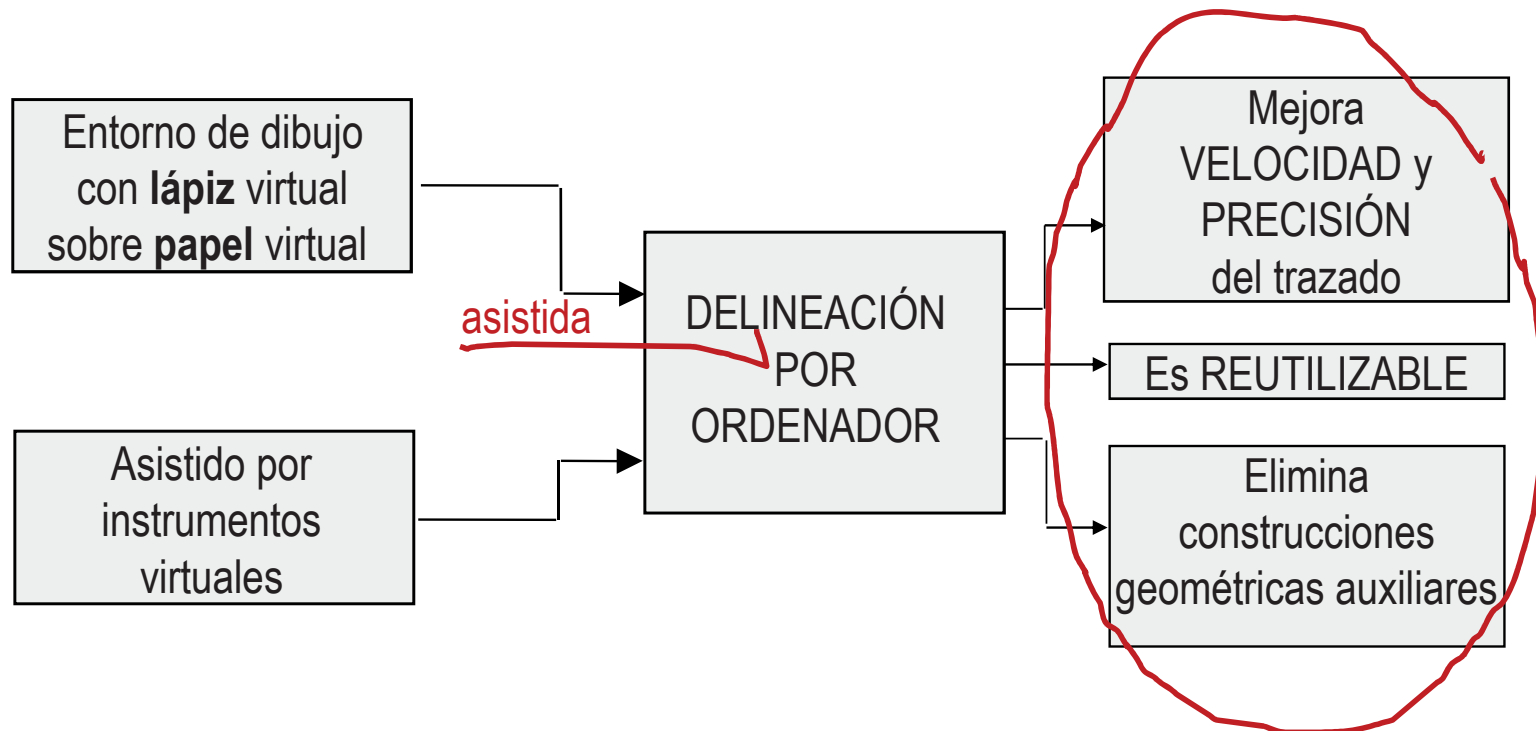 Entorno de dibujo
con lápiz virtual
sobre papel virtual
Asistido por
instrumentos
virtuales
asistida
DELINEACIÓN
POR
ORDENADOR
Mejora
VELOCIDAD y
PRECISIÓN
del trazado
Es REUTILIZABLE
Elimina
construcciones
geométricas auxiliares